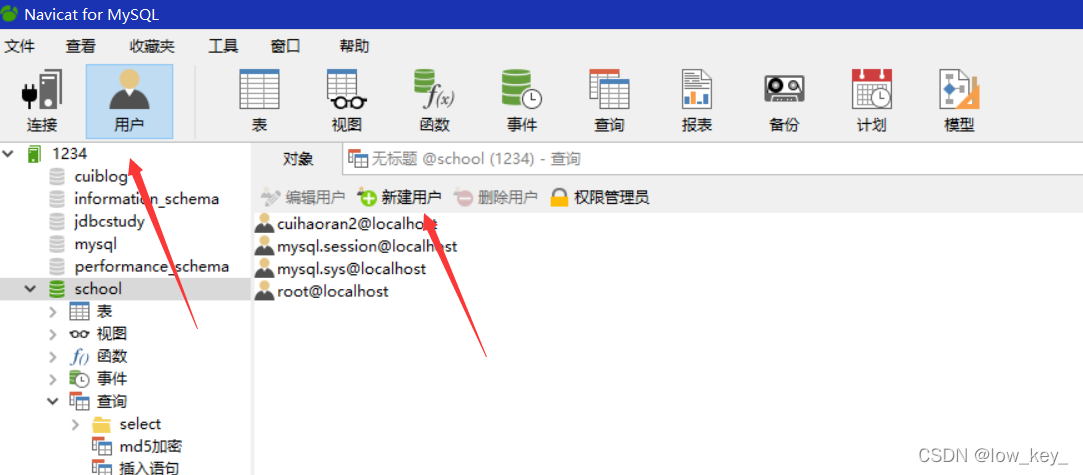 Navicat for MySQL
文件 查看 收藏夹 工具 窗口 帮助
连接 用户 表 视图 函数 事件 查询 报表 备份 计划 模型
f(x)
1234
cuiblog
information_schema
jdbcstudy
mysql
performance_schema
school
表
视图
f() 函数
事件
查询
select
md5加密
插入语句
对象 无标题 @school (1234) - 查询
编辑用户 新建用户 删除用户 权限管理员
cuihaoran2@localhost
mysql.session@localhost
mysql.sys@localhost
root@localhost
CSDN @low_key_